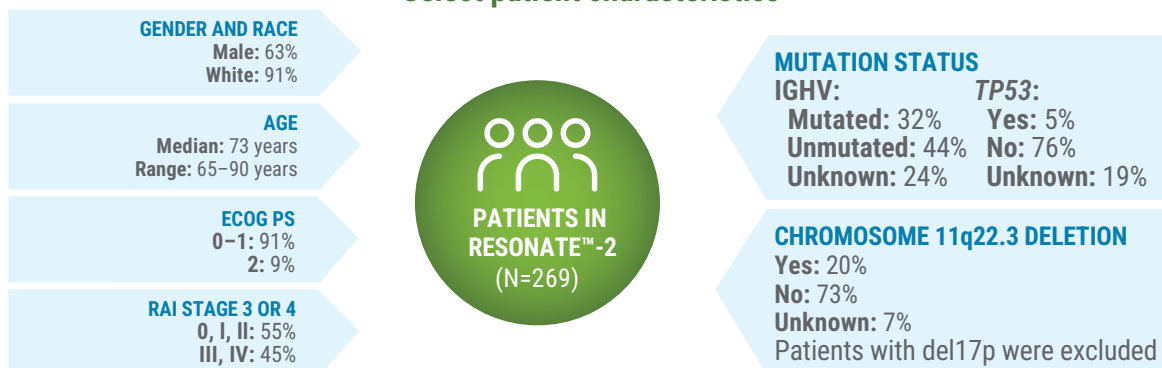 GENDER AND RACE
Male: 63%
White: 91%
AGE
Median: 73 years
Range: 65–90 years
ECOG PS
0–1: 91%
2: 9%
RAI STAGE 3 OR 4
0, I, II: 55%
III, IV: 45%
PATIENTS IN
RESONATE™-2
(N=269)
MUTATION STATUS
IGHV: TP53:
Mutated: 32% Yes: 5%
Unmutated: 44% No: 76%
Unknown: 24% Unknown: 19%
CHROMOSOME 11q22.3 DELETION
Yes: 20%
No: 73%
Unknown: 7%
Patients with del17p were excluded